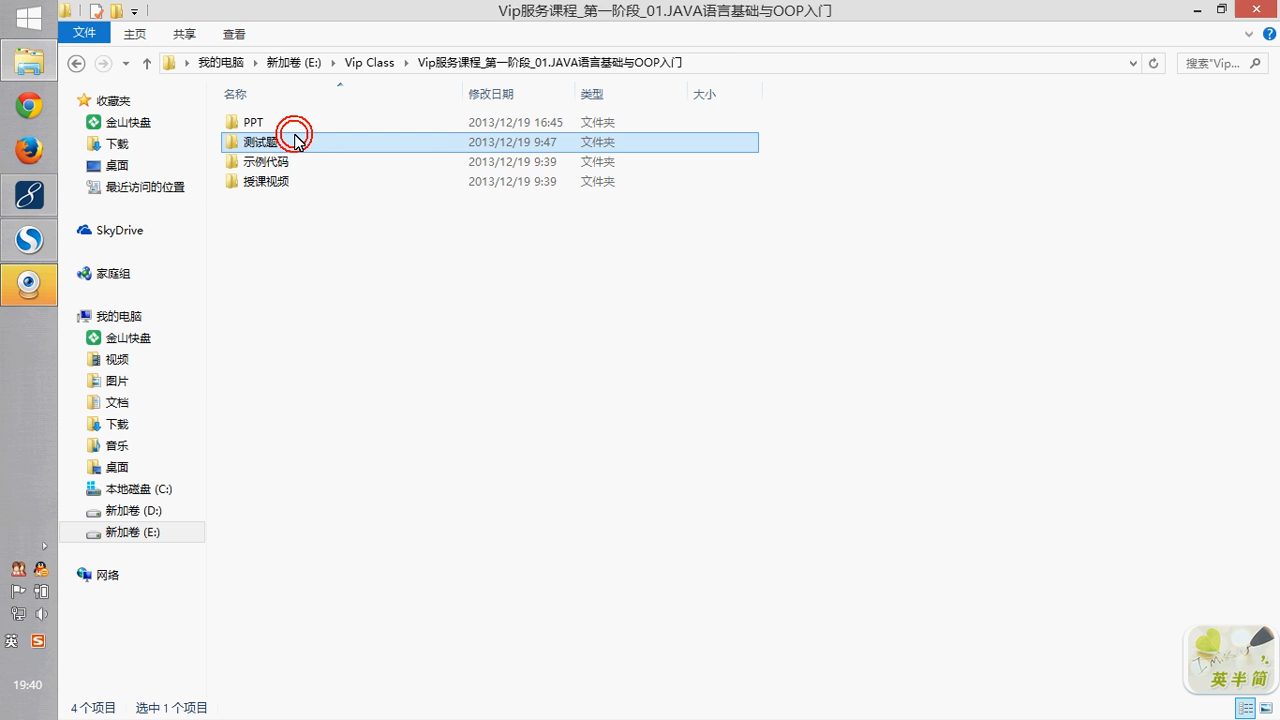 Vip服务课程_第一阶段_01.JAVA语言基础与OOP入门
文件 主页 共享 查看
我的电脑 新加卷 (E:) Vip Class Vip服务课程_第一阶段_01.JAVA语言基础与OOP入门 搜索"Vip...
名称 修改日期 类型 大小
PPT 2013/12/19 16:45 文件夹
测试题 2013/12/19 9:47 文件夹
示例代码 2013/12/19 9:39 文件夹
授课视频 2013/12/19 9:39 文件夹
收藏夹
金山快盘
下载
桌面
最近访问的位置
SkyDrive
家庭组
我的电脑
金山快盘
视频
图片
文档
下载
音乐
桌面
本地磁盘 (C:)
新加卷 (D:)
新加卷 (E:)
网络
英
19:40
英半简
4 个项目 选中 1 个项目